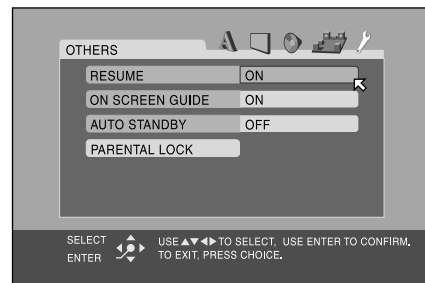 OTHERS
RESUME ON
ON SCREEN GUIDE ON
AUTO STANDBY OFF
PARENTAL LOCK
SELECT USE ▲▼◀▶ TO SELECT, USE ENTER TO CONFIRM.
ENTER TO EXIT, PRESS CHOICE.